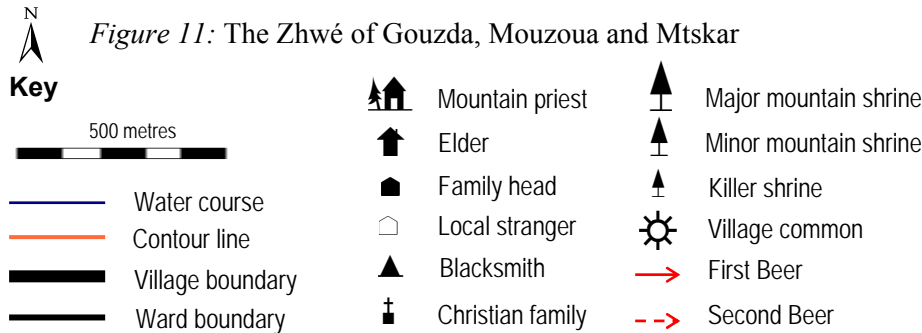 N
Figure 11: The Zhwé of Gouzda, Mouzoua and Mtskar
Key
500 metres
Water course
Contour line
Village boundary
Ward boundary
Mountain priest
Elder
Family head
Local stranger
Blacksmith
Christian family
Major mountain shrine
Minor mountain shrine
Killer shrine
Village common
First Beer
Second Beer